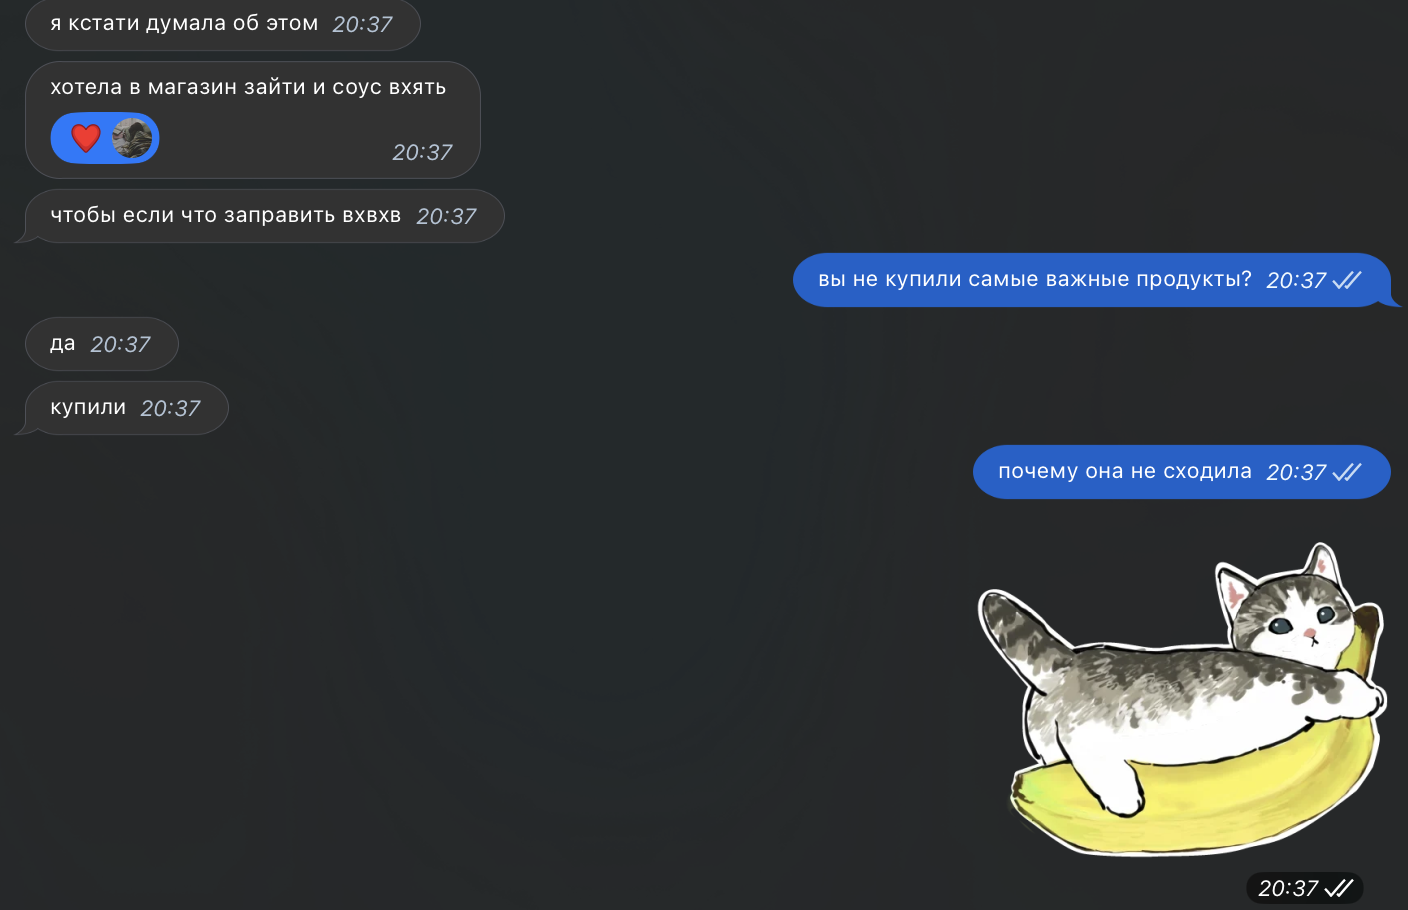 я кстати думала об этом 20:37
хотела в магазин зайти и соус вхять
20:37
чтобы если что заправить вхвхв 20:37
вы не купили самые важные продукты? 20:37
да 20:37
купили 20:37
почему она не сходила 20:37
20:37